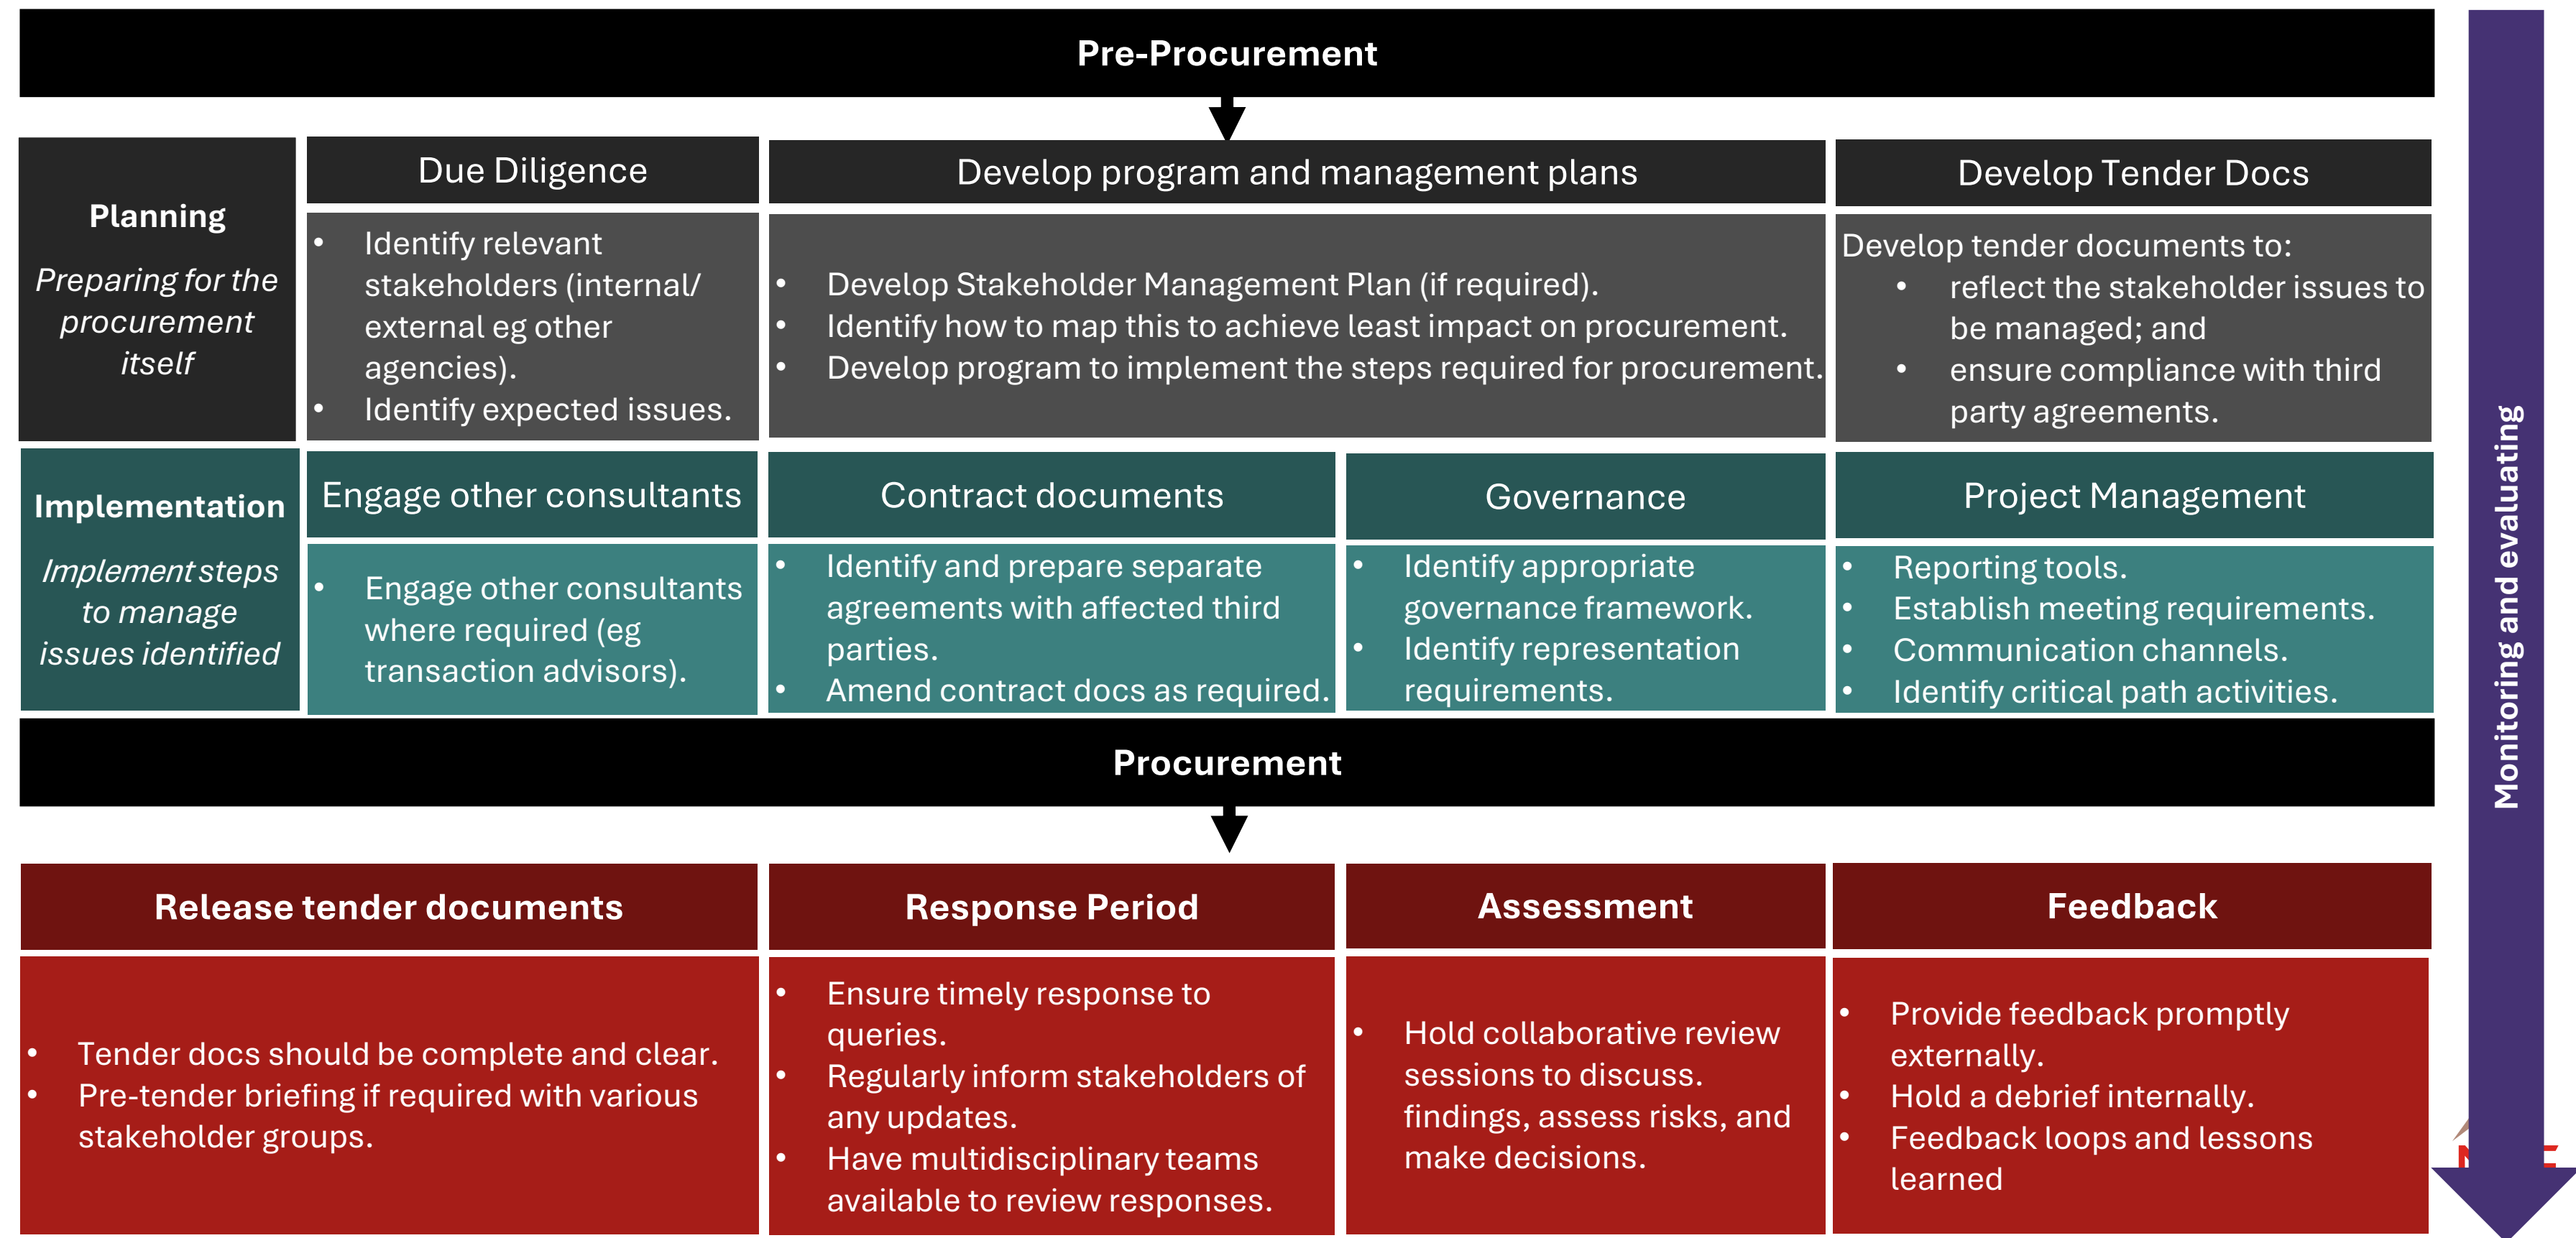 Pre-Procurement
Planning
Preparing for the
procurement
itself
Due Diligence
• Identify relevant
stakeholders (internal/
external eg other
agencies).
• Identify expected issues.
Develop program and management plans
• Develop Stakeholder Management Plan (if required).
• Identify how to map this to achieve least impact on procurement.
• Develop program to implement the steps required for procurement.
Develop Tender Docs
Develop tender documents to:
• reflect the stakeholder issues to
be managed; and
• ensure compliance with third
party agreements.
Implementation
Implement steps
to manage
issues identified
Engage other consultants
• Engage other consultants
where required (eg
transaction advisors).
Contract documents
• Identify and prepare separate
agreements with affected third
parties.
• Amend contract docs as required.
Governance
• Identify appropriate
governance framework.
• Identify representation
requirements.
Project Management
• Reporting tools.
• Establish meeting requirements.
• Communication channels.
• Identify critical path activities.
Procurement
Release tender documents
• Tender docs should be complete and clear.
• Pre-tender briefing if required with various
stakeholder groups.
Response Period
• Ensure timely response to
queries.
• Regularly inform stakeholders of
any updates.
• Have multidisciplinary teams
available to review responses.
Assessment
• Hold collaborative review
sessions to discuss.
findings, assess risks, and
make decisions.
Feedback
• Provide feedback promptly
externally.
• Hold a debrief internally.
• Feedback loops and lessons
learned
Monitoring and evaluating